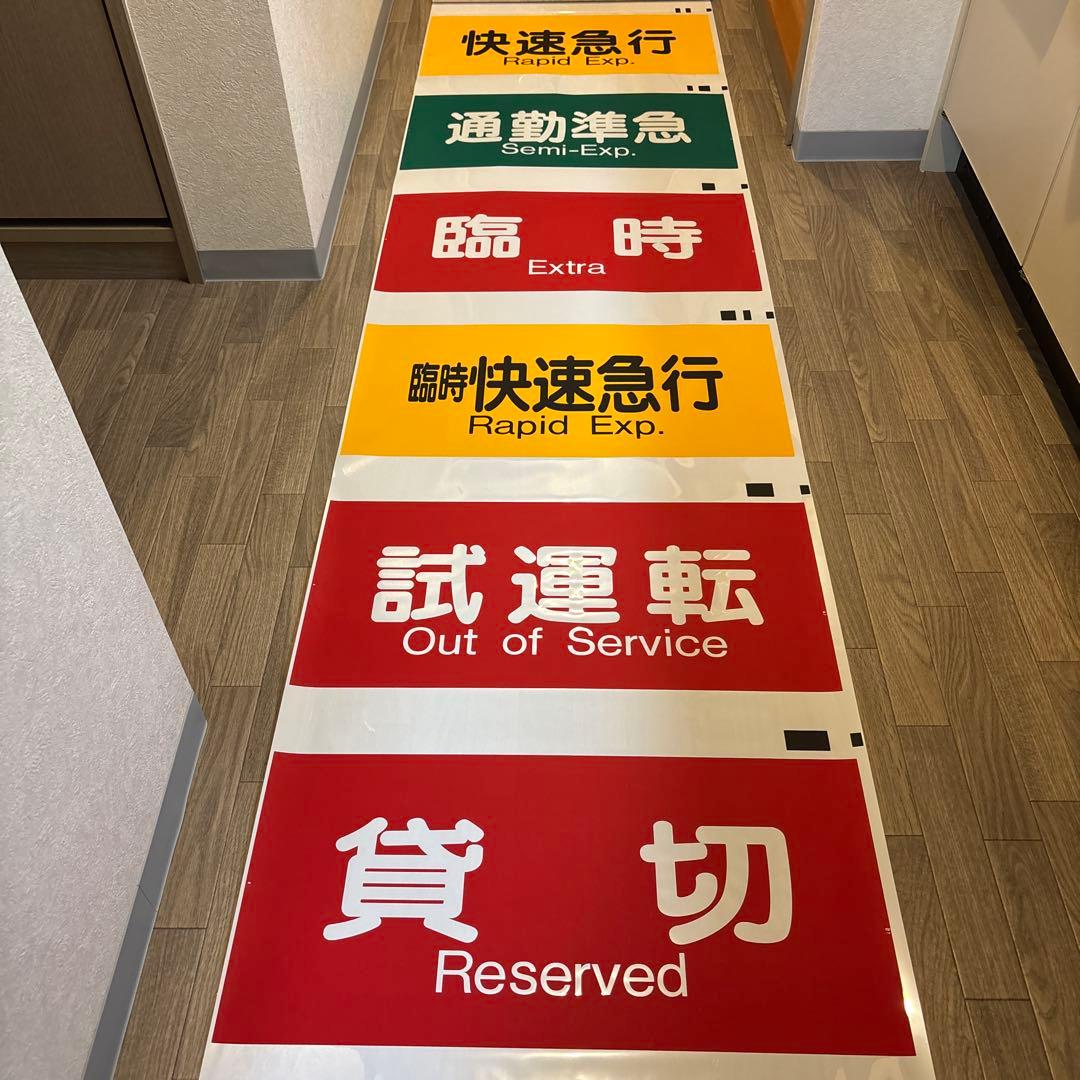 快速急行
Rapid Exp.
通勤準急
Semi-Exp.
臨時
Extra
臨時快速急行
Rapid Exp.
試運転
Out of Service
貸切
Reserved